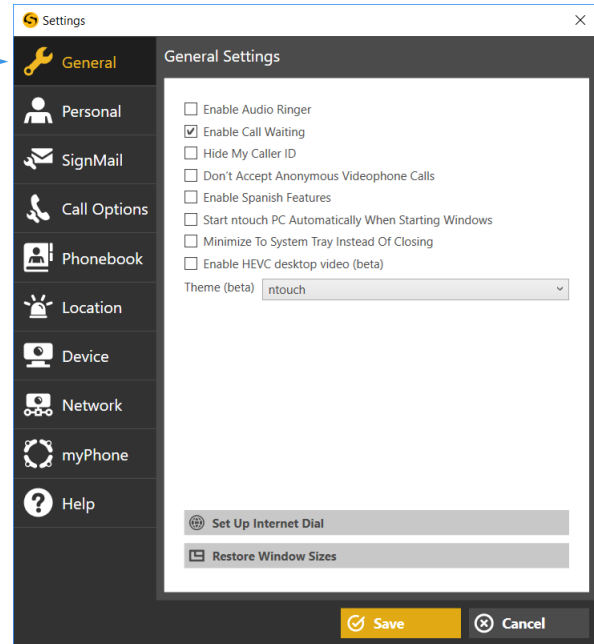 Settings
General
Personal
SignMail
Call Options
Phonebook
Location
Device
Network
myPhone
Help
General Settings
Enable Audio Ringer
Enable Call Waiting
Hide My Caller ID
Don't Accept Anonymous Videophone Calls
Enable Spanish Features
Start ntouch PC Automatically When Starting Windows
Minimize To System Tray Instead Of Closing
Enable HEVC desktop video (beta)
Theme (beta) ntouch
Set Up Internet Dial
Restore Window Sizes
Save
Cancel